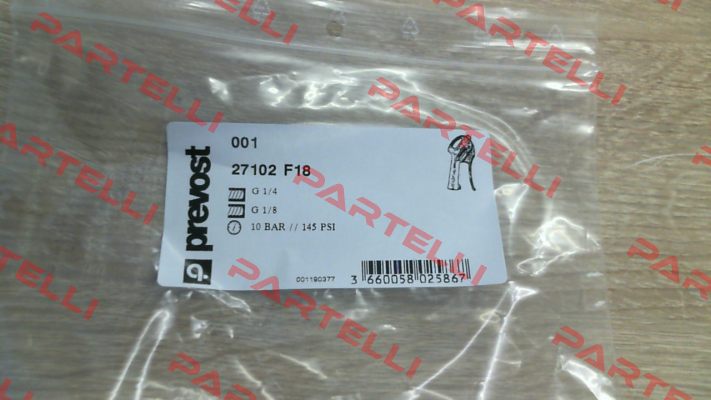 prevost
001
27102 F18
G 1/4
G 1/8
10 BAR // 145 PSI
001190377
3 660058 025867
PARTELLI
PARTELLI
PARTELLI
PARTELLI
PARTELLI
PARTELLI
PARTELLI
PARTELLI
PARTELLI
PARTELLI